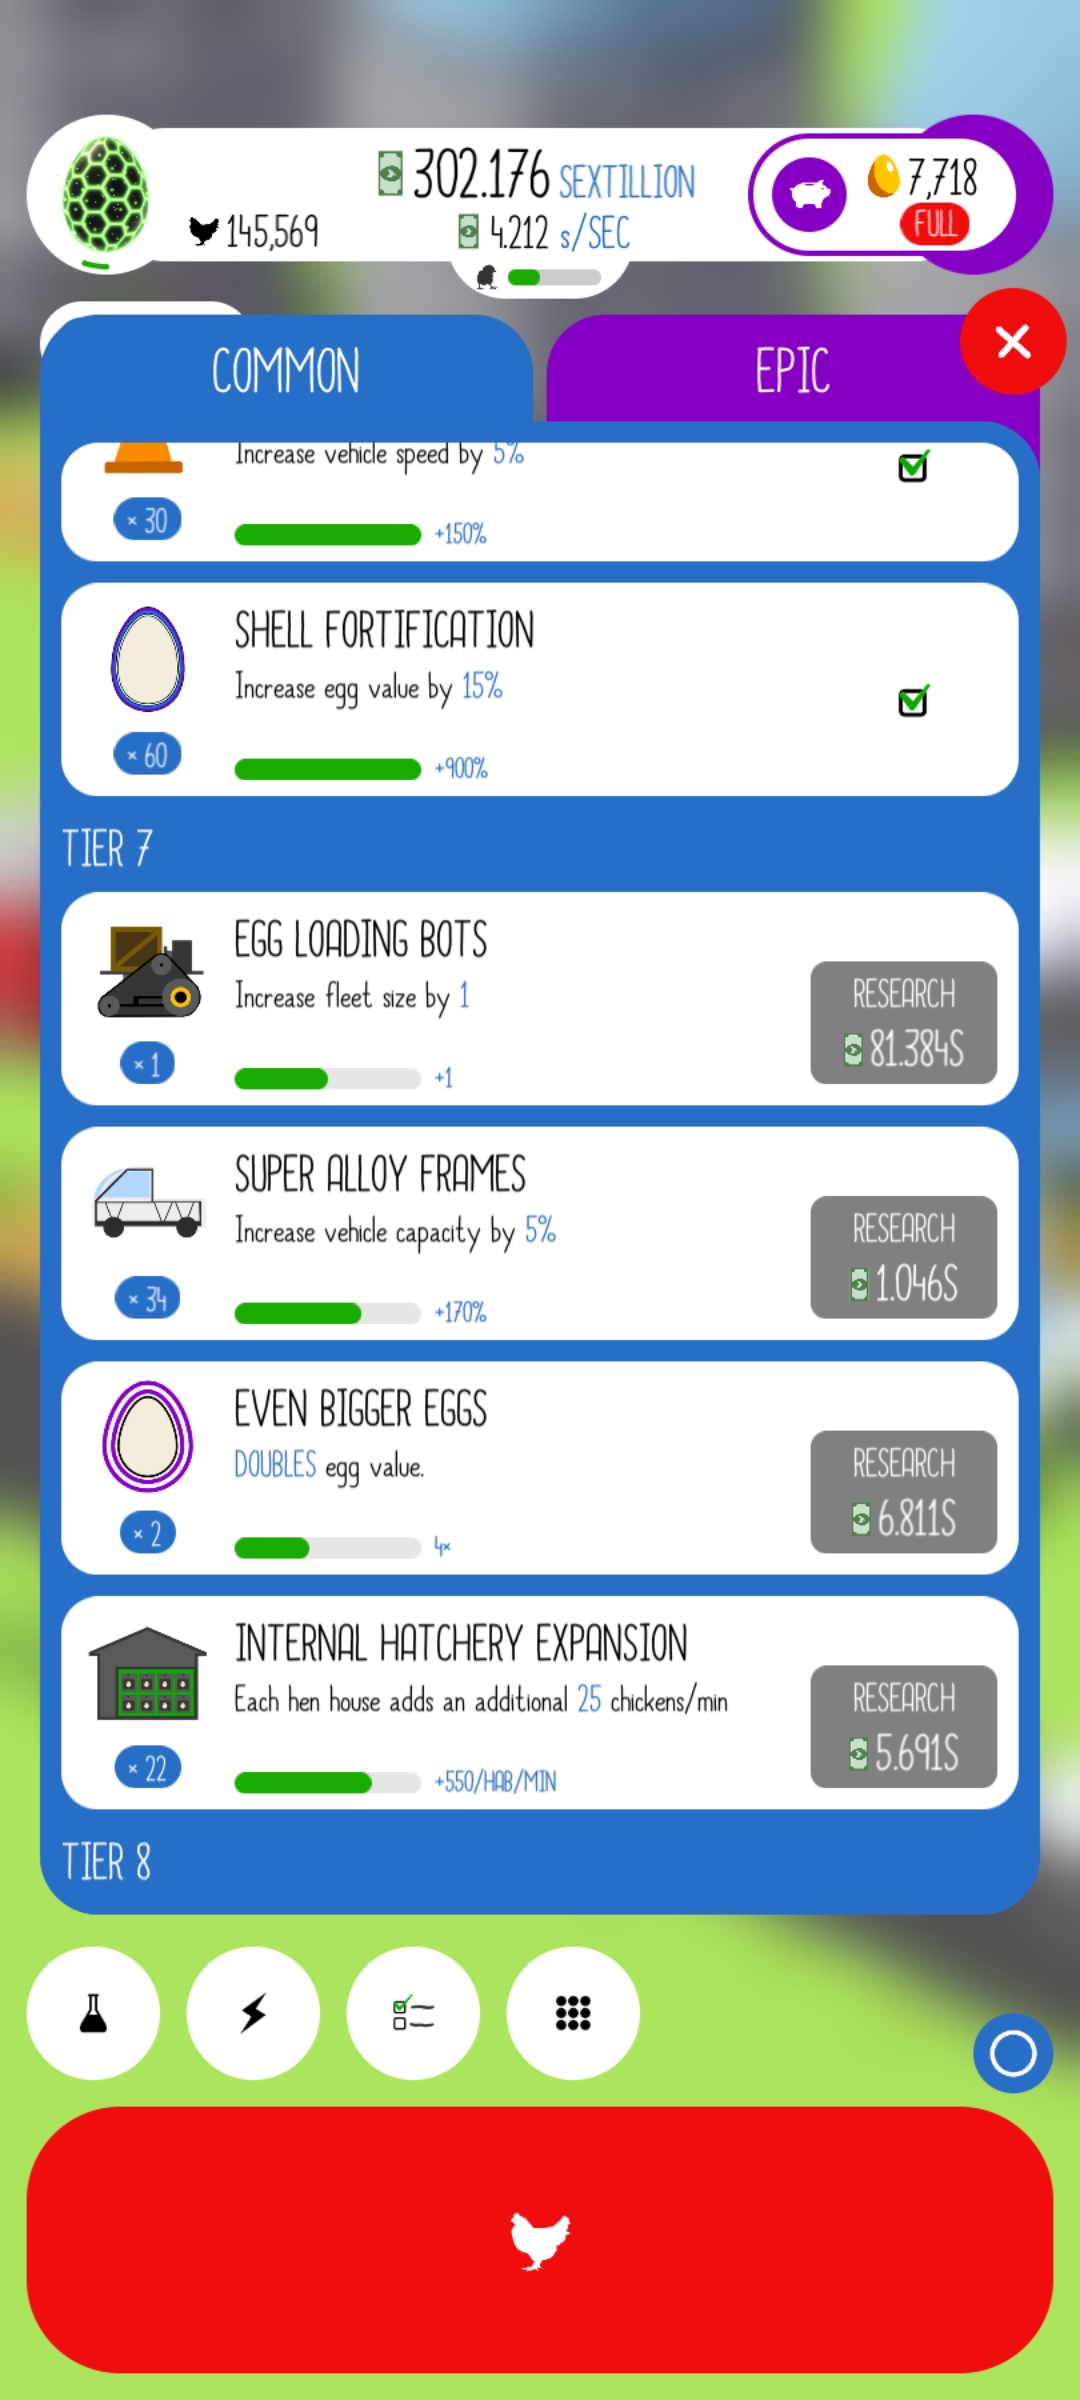 302.176 SEXTILLION
7,718
145,569
4.212 s/SEC
FULL
COMMON
EPIC
Increase vehicle speed by 5%
× 30
+150%
SHELL FORTIFICATION
Increase egg value by 15%
× 60
+900%
TIER 7
EGG LOADING BOTS
Increase fleet size by 1
RESEARCH
81.384S
× 1
+1
SUPER ALLOY FRAMES
Increase vehicle capacity by 5%
RESEARCH
1.046S
× 34
+170%
EVEN BIGGER EGGS
DOUBLES egg value.
RESEARCH
6.811S
× 2
4×
INTERNAL HATCHERY EXPANSION
Each hen house adds an additional 25 chickens/min
RESEARCH
5.691S
× 22
+550/HAB/MIN
TIER 8